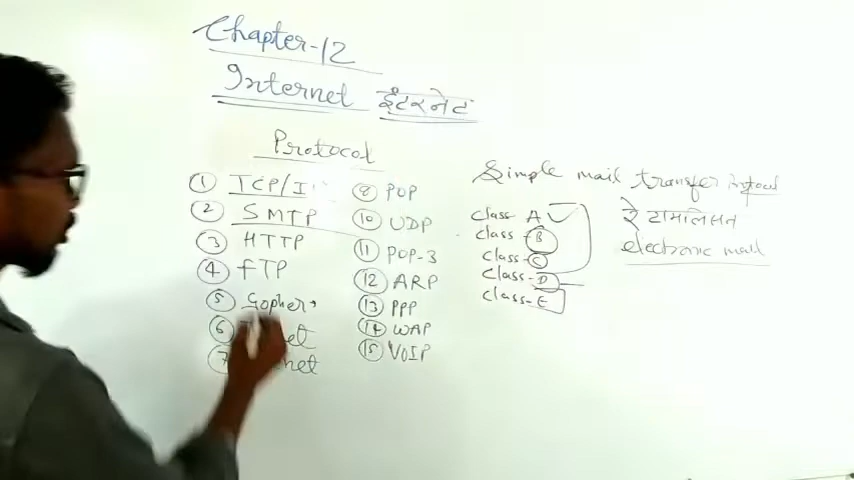 Chapter-12
Internet इंटरनेट
Protocol
① TCP/I
② SMTP
③ HTTP
④ FTP
⑤ Gopher
⑥
⑦
⑧ POP
⑩ UDP
⑪ POP-3
⑫ ARP
⑬ PPP
⑭ WAP
⑮ VOIP
Simple mail transfer
class A ✓
class - B
class - C
class - D
class - E
electronic mail